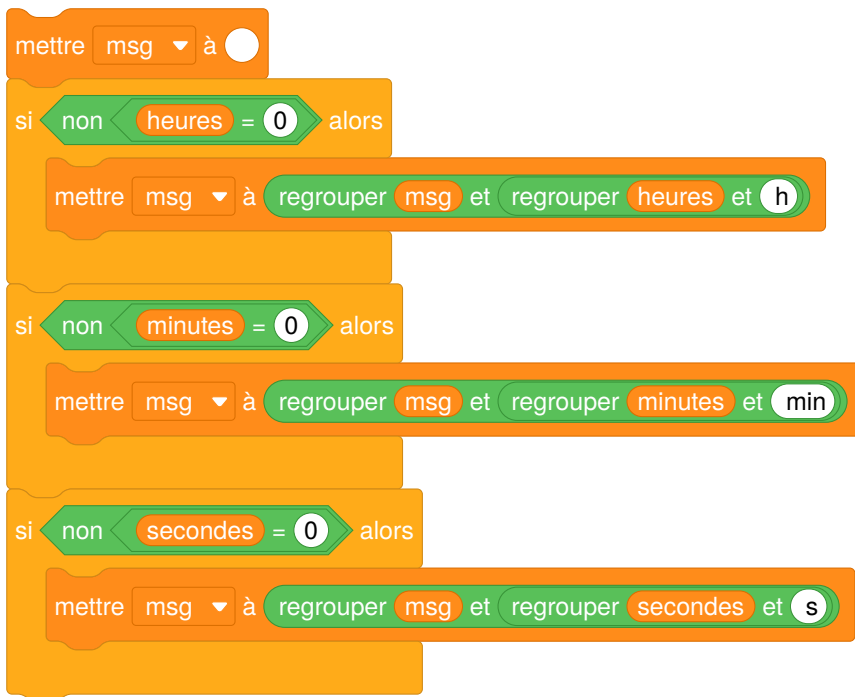 mettre msg à
si non heures = 0 alors
mettre msg à regrouper msg et regrouper heures et h
si non minutes = 0 alors
mettre msg à regrouper msg et regrouper minutes et min
si non secondes = 0 alors
mettre msg à regrouper msg et regrouper secondes et s